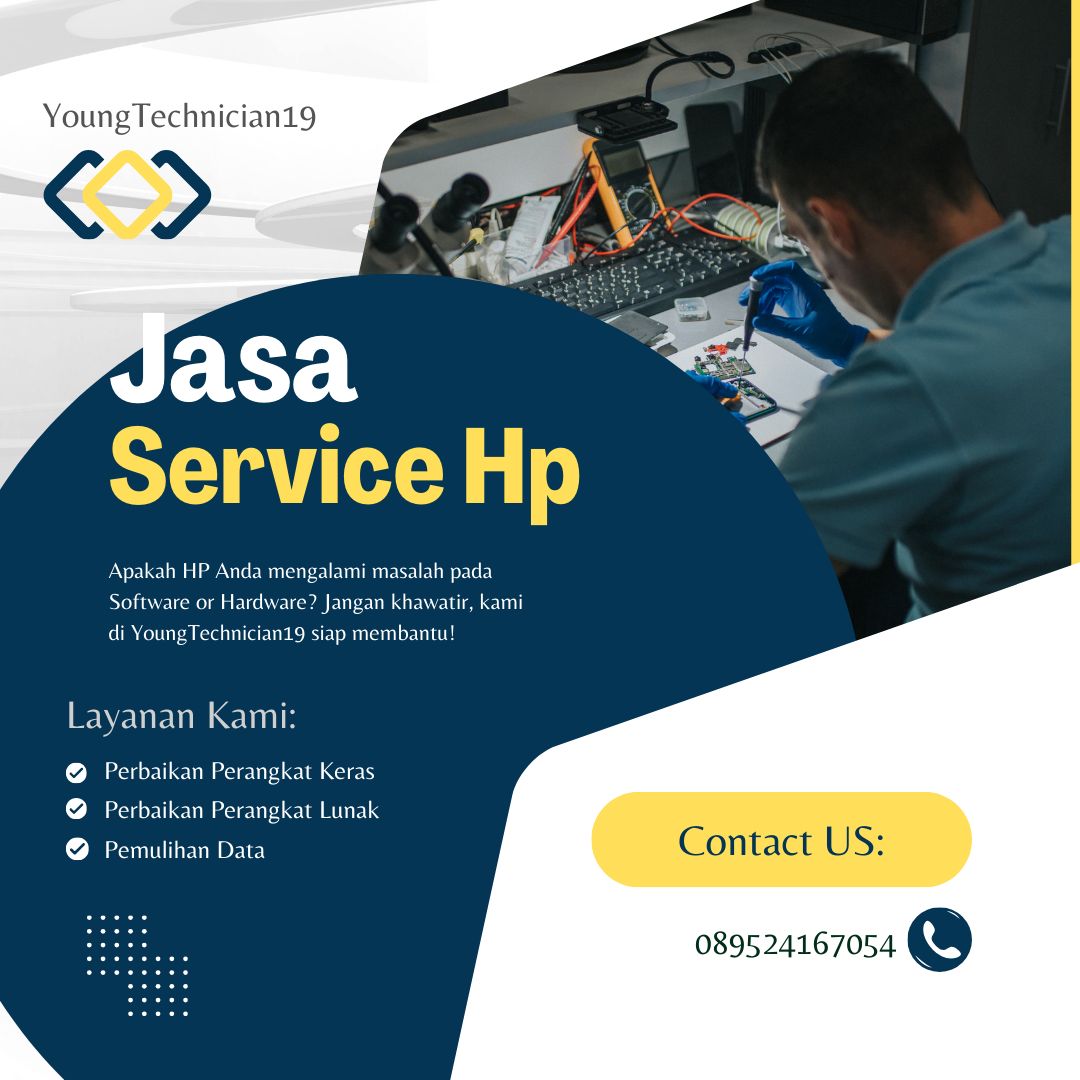 YoungTechnician19
Jasa
Service Hp
Apakah HP Anda mengalami masalah pada
Software or Hardware? Jangan khawatir, kami
di YoungTechnician19 siap membantu!
Layanan Kami:
Perbaikan Perangkat Keras
Perbaikan Perangkat Lunak
Pemulihan Data
Contact US:
089524167054